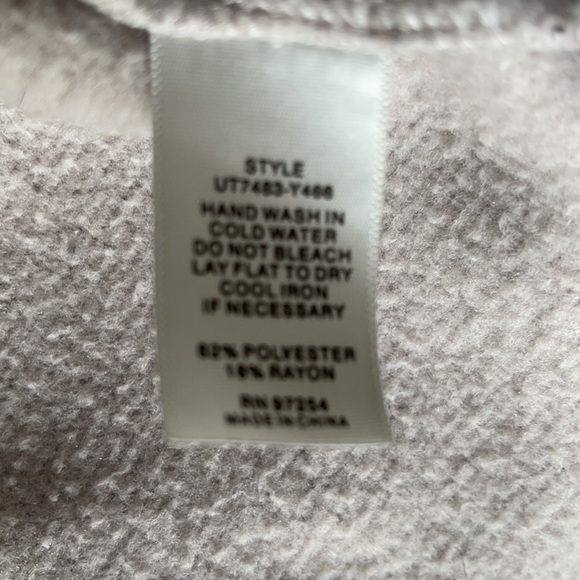 STYLE
UT7483-Y466
HAND WASH IN
COLD WATER
DO NOT BLEACH
LAY FLAT TO DRY
COOL IRON
IF NECESSARY
82% POLYESTER
18% RAYON
RN 97254
MADE IN CHINA